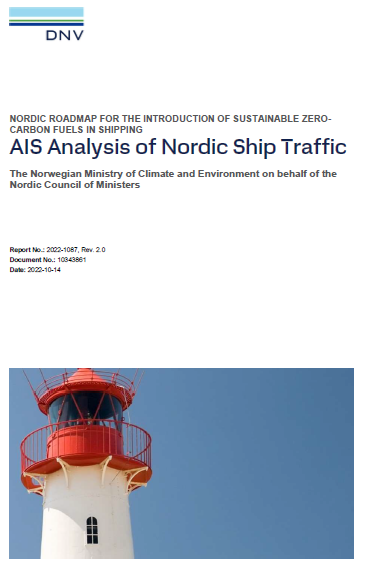 DNV
NORDIC ROADMAP FOR THE INTRODUCTION OF SUSTAINABLE ZERO-
CARBON FUELS IN SHIPPING
AIS Analysis of Nordic Ship Traffic
The Norwegian Ministry of Climate and Environment on behalf of the
Nordic Council of Ministers
Report No.: 2022-1087, Rev. 2.0
Document No.: 10343861
Date: 2022-10-14